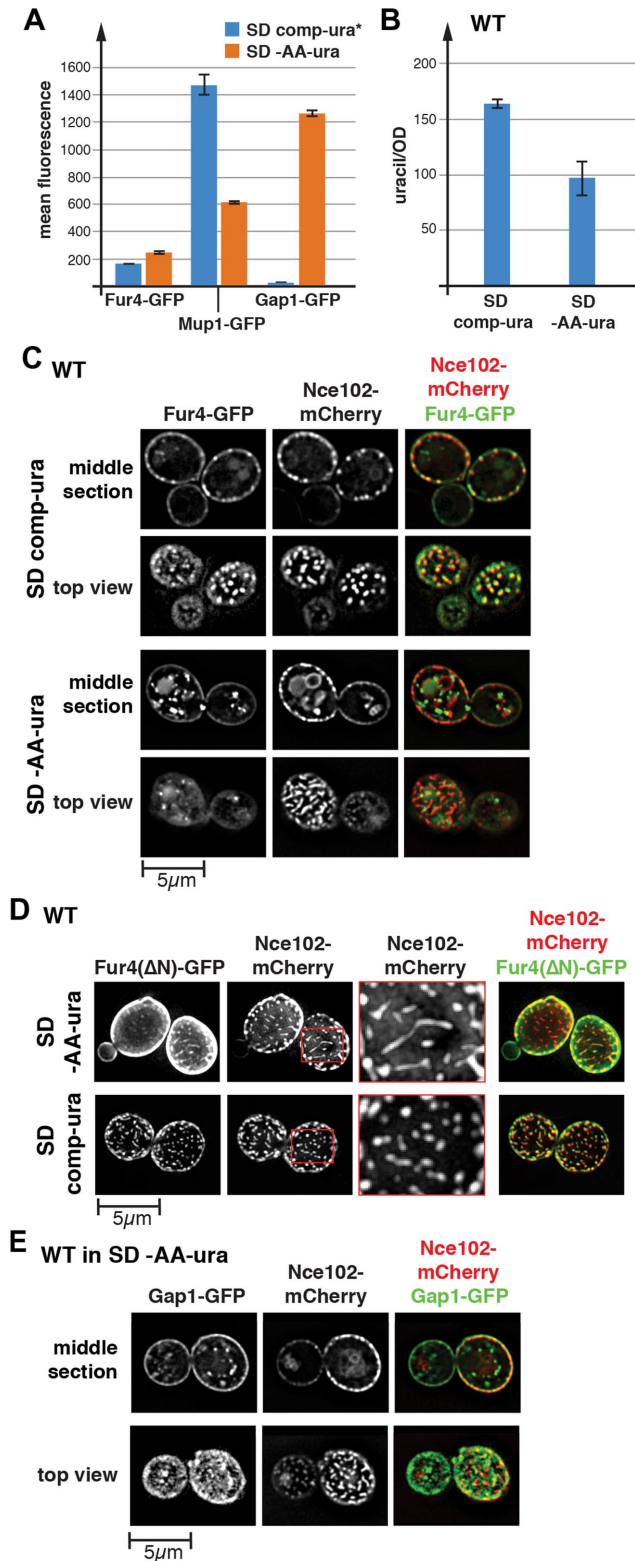 A
SD comp-ura*
SD -AA-ura
mean fluorescence
1600
1400
1200
1000
800
600
400
200
Fur4-GFP
Mup1-GFP
Gap1-GFP
B WT
uracil/OD
200
150
100
50
SD comp-ura
SD -AA-ura
C WT
Fur4-GFP
Nce102-
mCherry
Nce102-
mCherry
Fur4-GFP
SD comp-ura
middle
section
top view
SD -AA-ura
middle
section
top view
5µm
D WT
Fur4(ΔN)-GFP
Nce102-
mCherry
Nce102-
mCherry
Nce102-
mCherry
Fur4(ΔN)-GFP
SD
-AA-ura
SD
comp-ura
5µm
E WT in SD -AA-ura
Gap1-GFP
Nce102-
mCherry
Nce102-
mCherry
Gap1-GFP
middle
section
top view
5µm